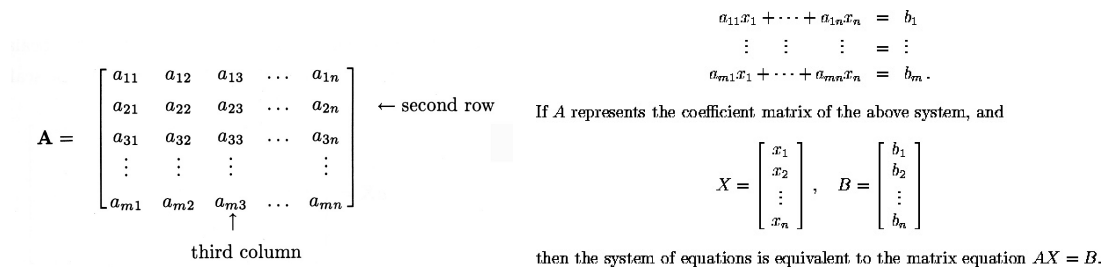 a₁₁ a₁₂ a₁₃ … a₁ₙ
a₂₁ a₂₂ a₂₃ … a₂ₙ ← second row
A = a₃₁ a₃₂ a₃₃ … a₃ₙ
⋮ ⋮ ⋮ ⋮
aₘ₁ aₘ₂ aₘ₃ … aₘₙ
↑
third column
a₁₁x₁ + ⋯ + a₁ₙxₙ = b₁
⋮ ⋮ ⋮ = ⋮
aₘ₁x₁ + ⋯ + aₘₙxₙ = bₘ .
If A represents the coefficient matrix of the above system, and
X = [ x₁ x₂ ⋮ xₙ ] , B = [ b₁ b₂ ⋮ bₙ ]
then the system of equations is equivalent to the matrix equation AX = B.